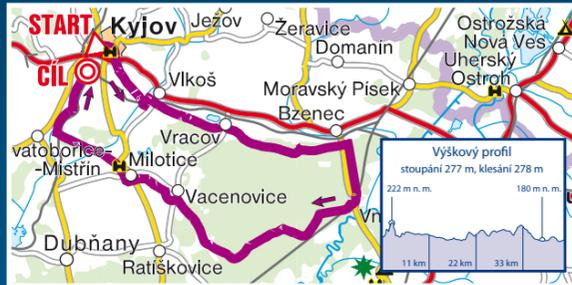 START
Kyjov
Ježov
Žeravice
Domanín
Ostrožská
Nová Ves
Uherský
Ostroh
CÍL
Vlkoš
Moravský Písek
Bzenec
Vracov
vatobořice-
-Mistřín
Milotice
Vacenovice
Vn
Dubňany
Ratíškovice
Výškový profil
stoupání 277 m, klesání 278 m
222 m n. m.
180 m n. m.
11 km
22 km
33 km